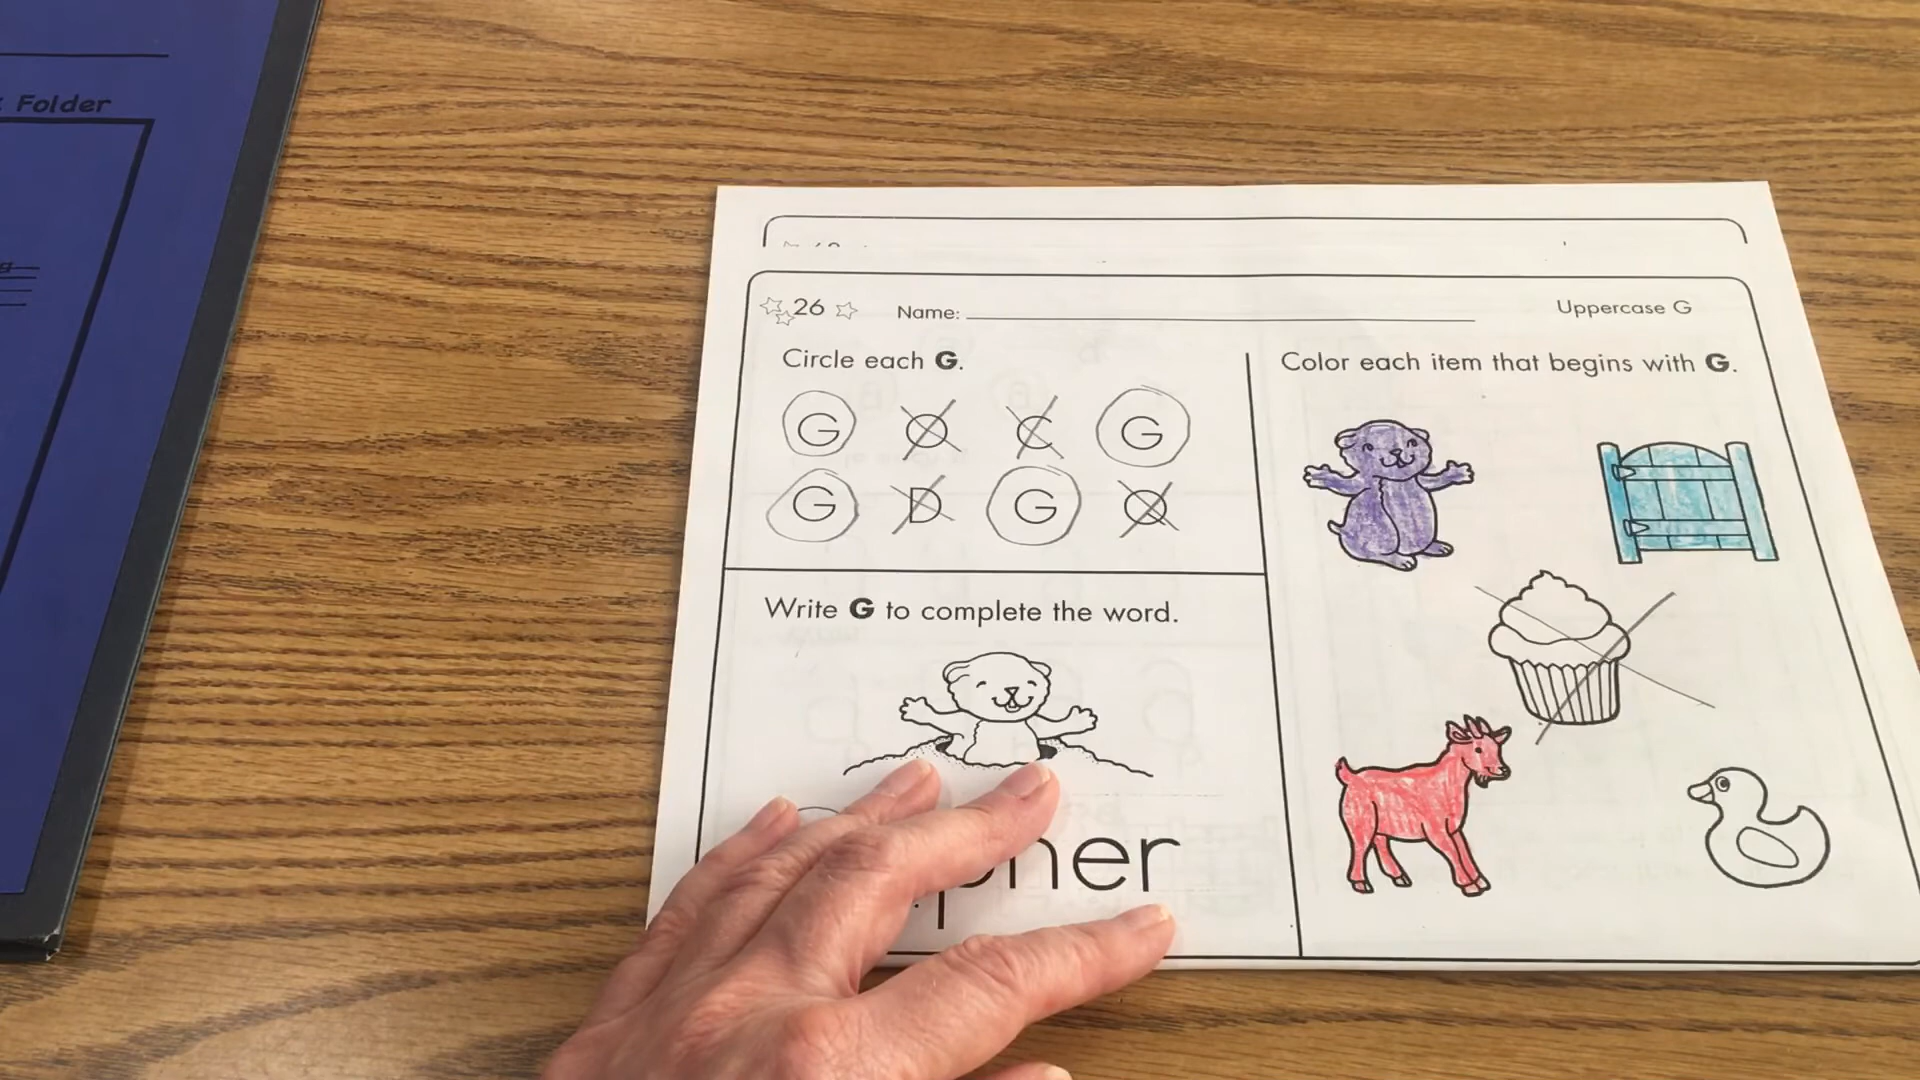 Folder
26 Name: Uppercase G
Circle each G.
G O C G
G D G Q
Write G to complete the word.
pher
Color each item that begins with G.